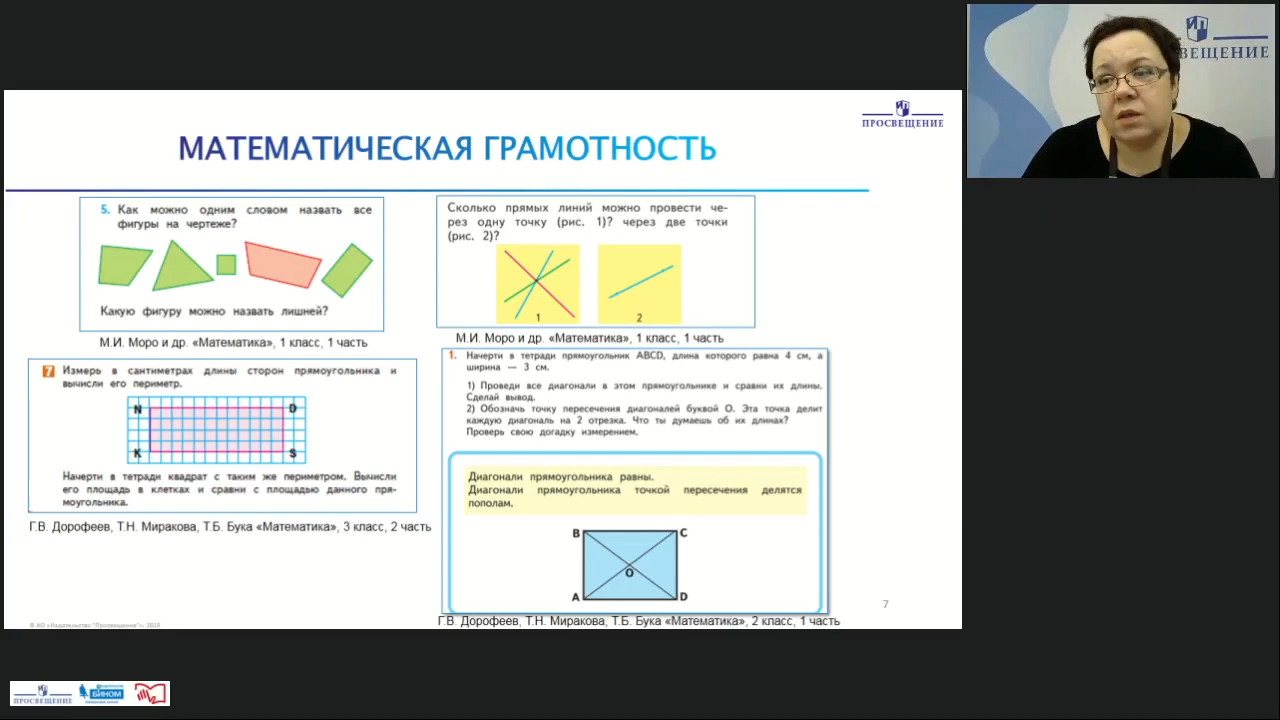 ПРОСВЕЩЕНИЕ
МАТЕМАТИЧЕСКАЯ ГРАМОТНОСТЬ
5. Как можно одним словом назвать все
фигуры на чертеже?
Какую фигуру можно назвать лишней?
М.И. Моро и др. «Математика», 1 класс, 1 часть
Сколько прямых линий можно провести че-
рез одну точку (рис. 1)? через две точки
(рис. 2)?
1
2
М.И. Моро и др. «Математика», 1 класс, 1 часть
7 Измерь в сантиметрах длины сторон прямоугольника и
вычисли его периметр.
N D
K S
Начерти в тетради квадрат с таким же периметром. Вычисли
его площадь в клетках и сравни с площадью данного пря-
моугольника.
Г.В. Дорофеев, Т.Н. Миракова, Т.Б. Бука «Математика», 3 класс, 2 часть
1. Начерти в тетради прямоугольник ABCD, длина которого равна 4 см, а
ширина — 3 см.
1) Проведи все диагонали в этом прямоугольнике и сравни их длины.
Сделай вывод.
2) Обозначь точку пересечения диагоналей буквой O. Эта точка делит
каждую диагональ на 2 отрезка. Что ты думаешь об их длинах?
Проверь свою догадку измерением.
Диагонали прямоугольника равны.
Диагонали прямоугольника точкой пересечения делятся
пополам.
B C
O
A D
Г.В. Дорофеев, Т.Н. Миракова, Т.Б. Бука «Математика», 2 класс, 1 часть
7
© АО «Издательство "Просвещение"», 2019
ВЕЩЕНИЕ
ПРОСВЕЩЕНИЕ
БИНОМ